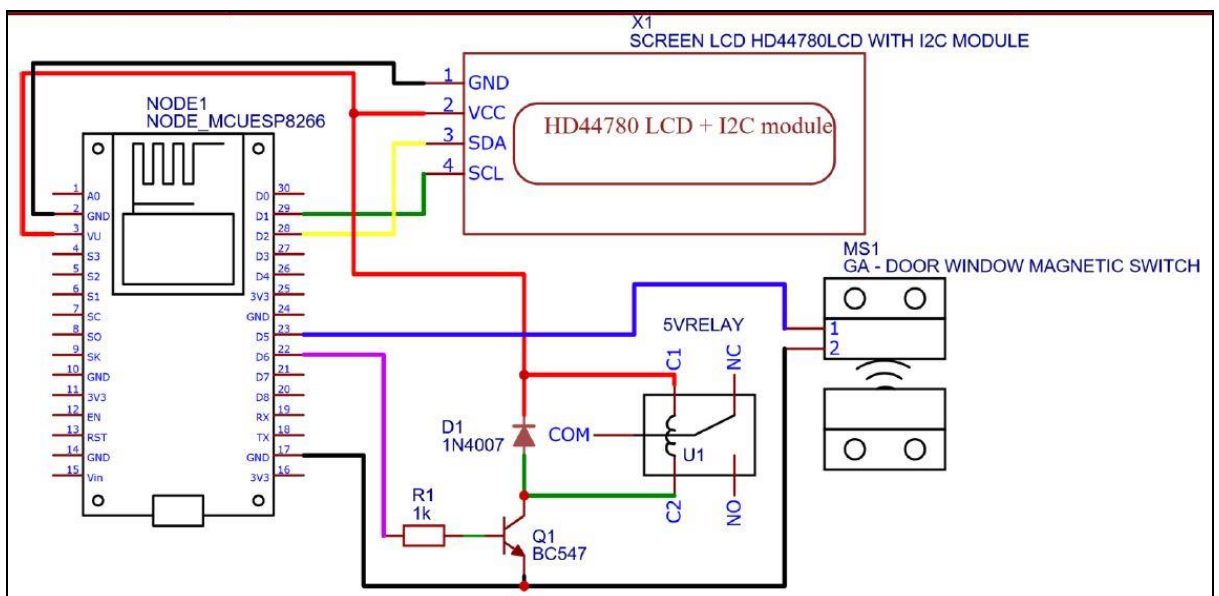 X1
SCREEN LCD HD44780LCD WITH I2C MODULE
1 GND
2 VCC
3 SDA
4 SCL
HD44780 LCD + I2C module
NODE1
NODE_MCUESP8266
1 A0
2 GND
3 VU
4 S3
5 S2
6 S1
7 SC
8 SO
9 SK
10 GND
11 3V3
12 EN
13 RST
14 GND
15 Vin
D0 30
D1 29
D2 28
D3 27
D4 26
3V3 25
GND 24
D5 23
D6 22
D7 21
D8 20
RX 19
TX 18
GND 17
3V3 16
MS1
GA - DOOR WINDOW MAGNETIC SWITCH
1
2
5VRELAY
C1
NC
COM
U1
C2
NO
D1
1N4007
R1
1k
Q1
BC547